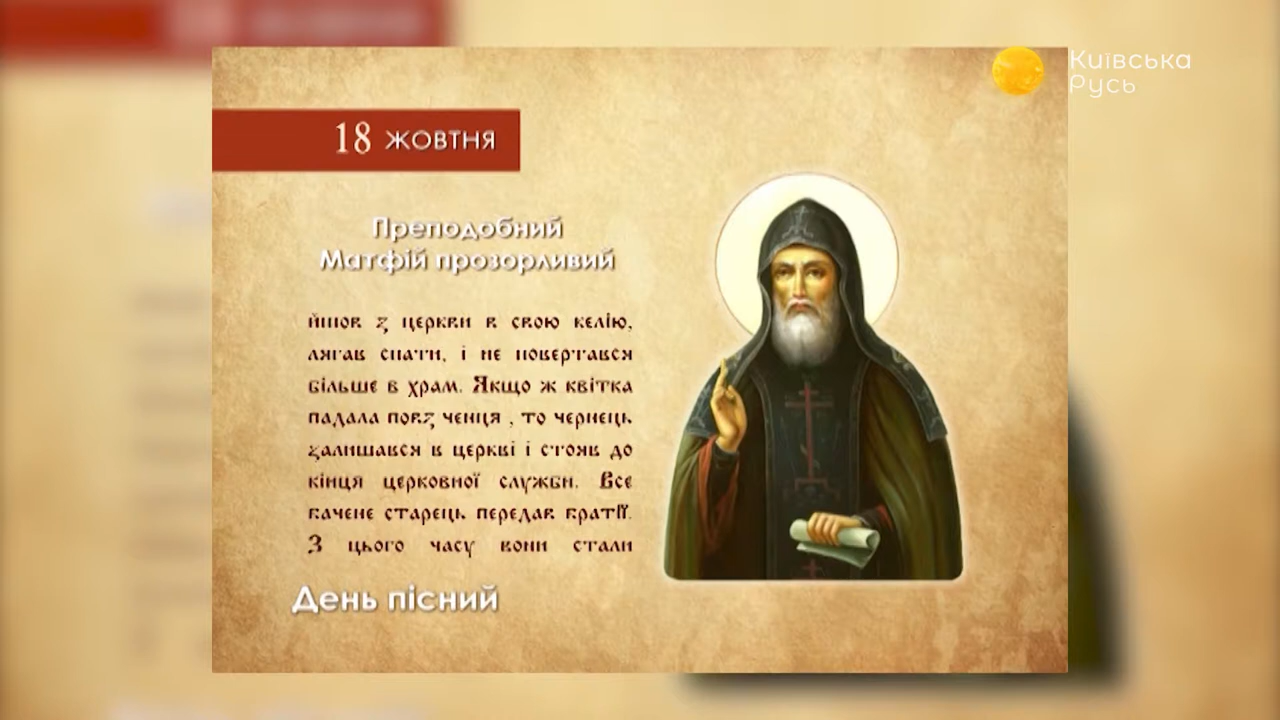 Київська
Русь
18 ЖОВТНЯ
Преподобний
Матфій прозорливий
йшов з церкви в свою келію,
лягав спати, і не повертався
більше в храм. Якщо ж квітка
падала повз ченця , то чернець
залишався в церкві і стояв до
кінця церковної служби. Все
бачене старець передав братії.
З цього часу вони стали
День пісний